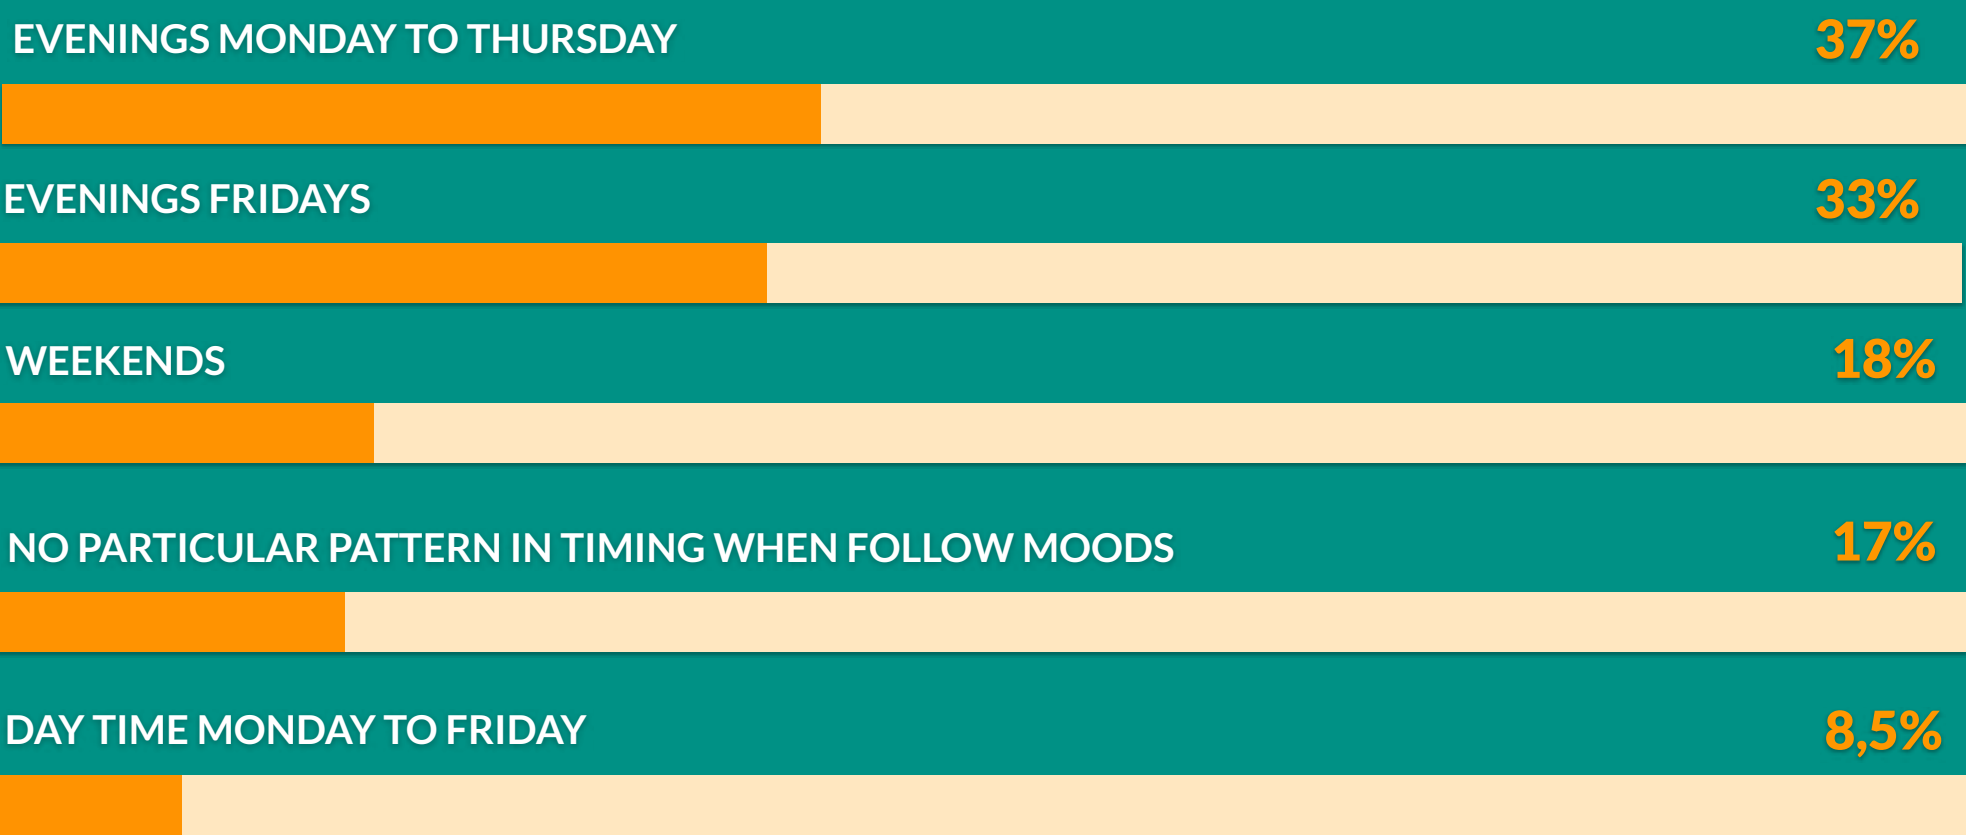 EVENINGS MONDAY TO THURSDAY 37%
EVENINGS FRIDAYS 33%
WEEKENDS 18%
NO PARTICULAR PATTERN IN TIMING WHEN FOLLOW MOODS 17%
DAY TIME MONDAY TO FRIDAY 8,5%